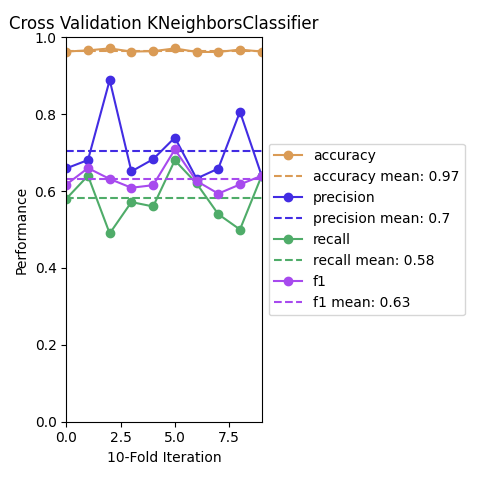 Cross Validation KNeighborsClassifier
1.0
0.8
0.6
0.4
0.2
0.0
Performance
0.0 2.5 5.0 7.5
10-Fold Iteration
accuracy
accuracy mean: 0.97
precision
precision mean: 0.7
recall
recall mean: 0.58
f1
f1 mean: 0.63